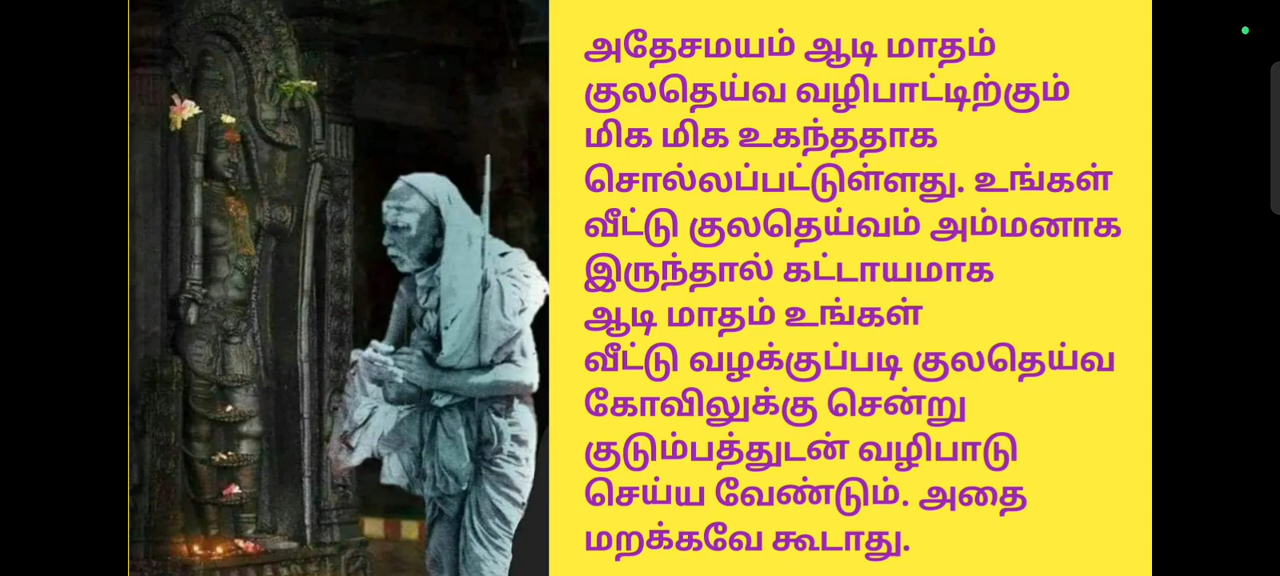 அதேசமயம் ஆடி மாதம்
குலதெய்வ வழிபாட்டிற்கும்
மிக மிக உகந்ததாக
சொல்லப்பட்டுள்ளது. உங்கள்
வீட்டு குலதெய்வம் அம்மனாக
இருந்தால் கட்டாயமாக
ஆடி மாதம் உங்கள்
வீட்டு வழக்குப்படி குலதெய்வ
கோவிலுக்கு சென்று
குடும்பத்துடன் வழிபாடு
செய்ய வேண்டும். அதை
மறக்கவே கூடாது.